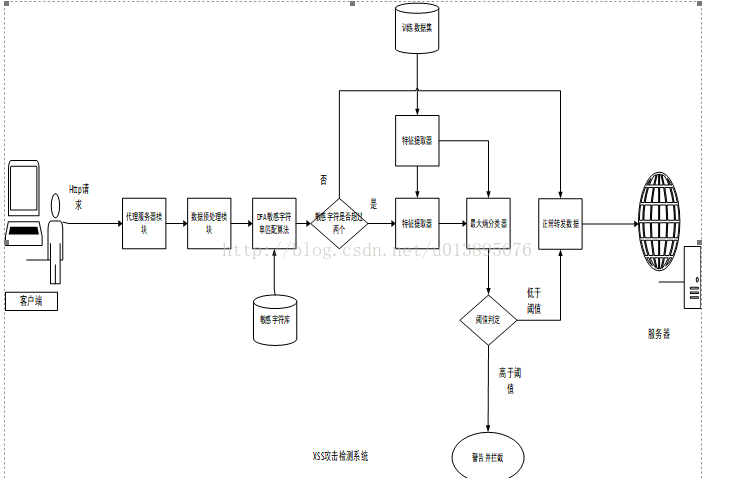 训练数据集
特征提取器
Http请
求
否
是
代理服务器模
块
数据预处理模
块
DFA敏感字符
串匹配算法
敏感字符是否超过
两个
特征提取器
最大熵分类器
正常转发数据
http://blog.csdn.net/u013895676
客户端
敏感字符库
低于
阈值
阈值判定
服务器
高于阈
值
XSS攻击检测系统
警告并拦截